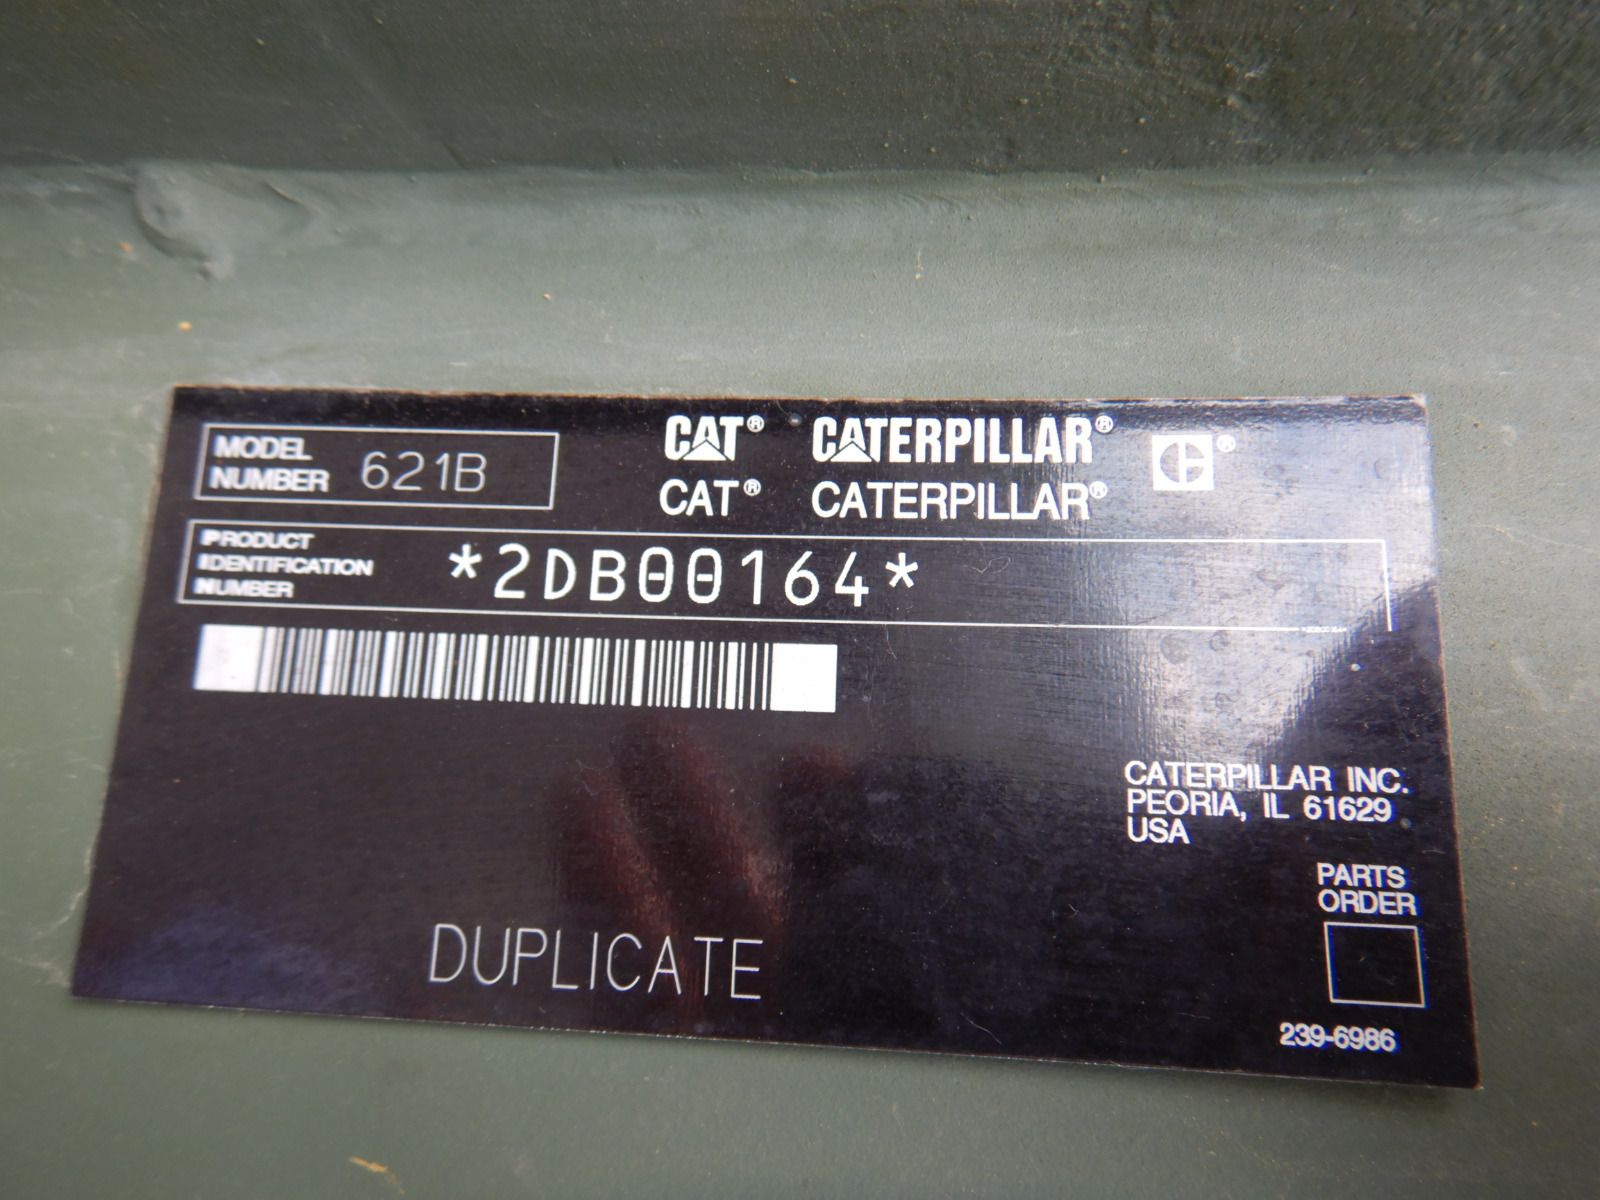 MODEL
NUMBER 621B
CAT® CATERPILLAR® ®
CAT® CATERPILLAR®
PRODUCT
IDENTIFICATION
NUMBER
*2DB00164*
CATERPILLAR INC.
PEORIA, IL 61629
USA
PARTS
ORDER
DUPLICATE
239-6986